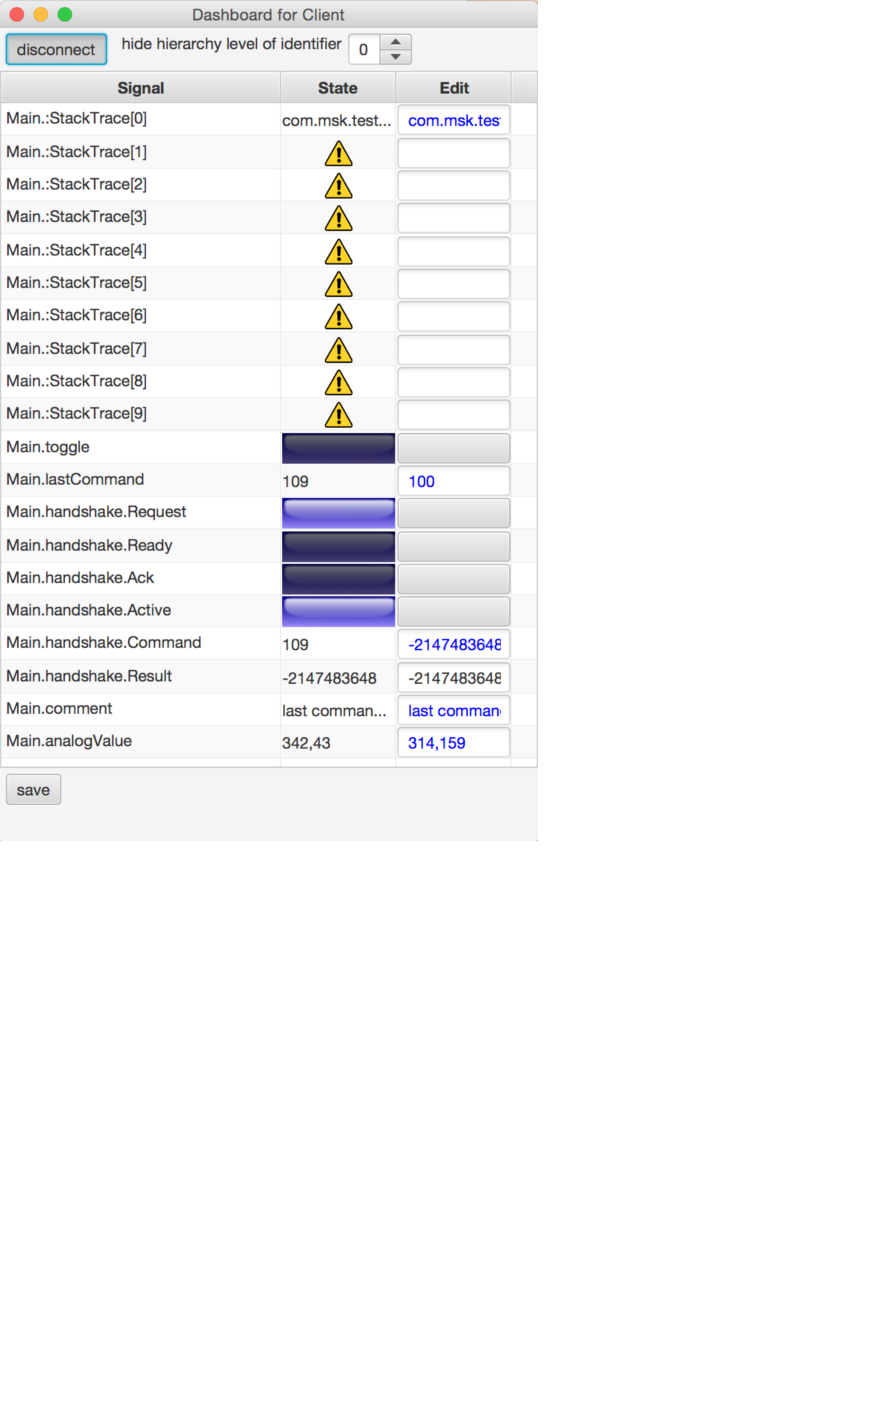 Dashboard for Client
disconnect hide hierarchy level of identifier 0
Signal State Edit
Main.:StackTrace[0] com.msk.test... com.msk.tes
Main.:StackTrace[1]
Main.:StackTrace[2]
Main.:StackTrace[3]
Main.:StackTrace[4]
Main.:StackTrace[5]
Main.:StackTrace[6]
Main.:StackTrace[7]
Main.:StackTrace[8]
Main.:StackTrace[9]
Main.toggle
Main.lastCommand 109 100
Main.handshake.Request
Main.handshake.Ready
Main.handshake.Ack
Main.handshake.Active
Main.handshake.Command 109 -2147483648
Main.handshake.Result -2147483648 -2147483648
Main.comment last comman... last comman
Main.analogValue 342,43 314,159
save